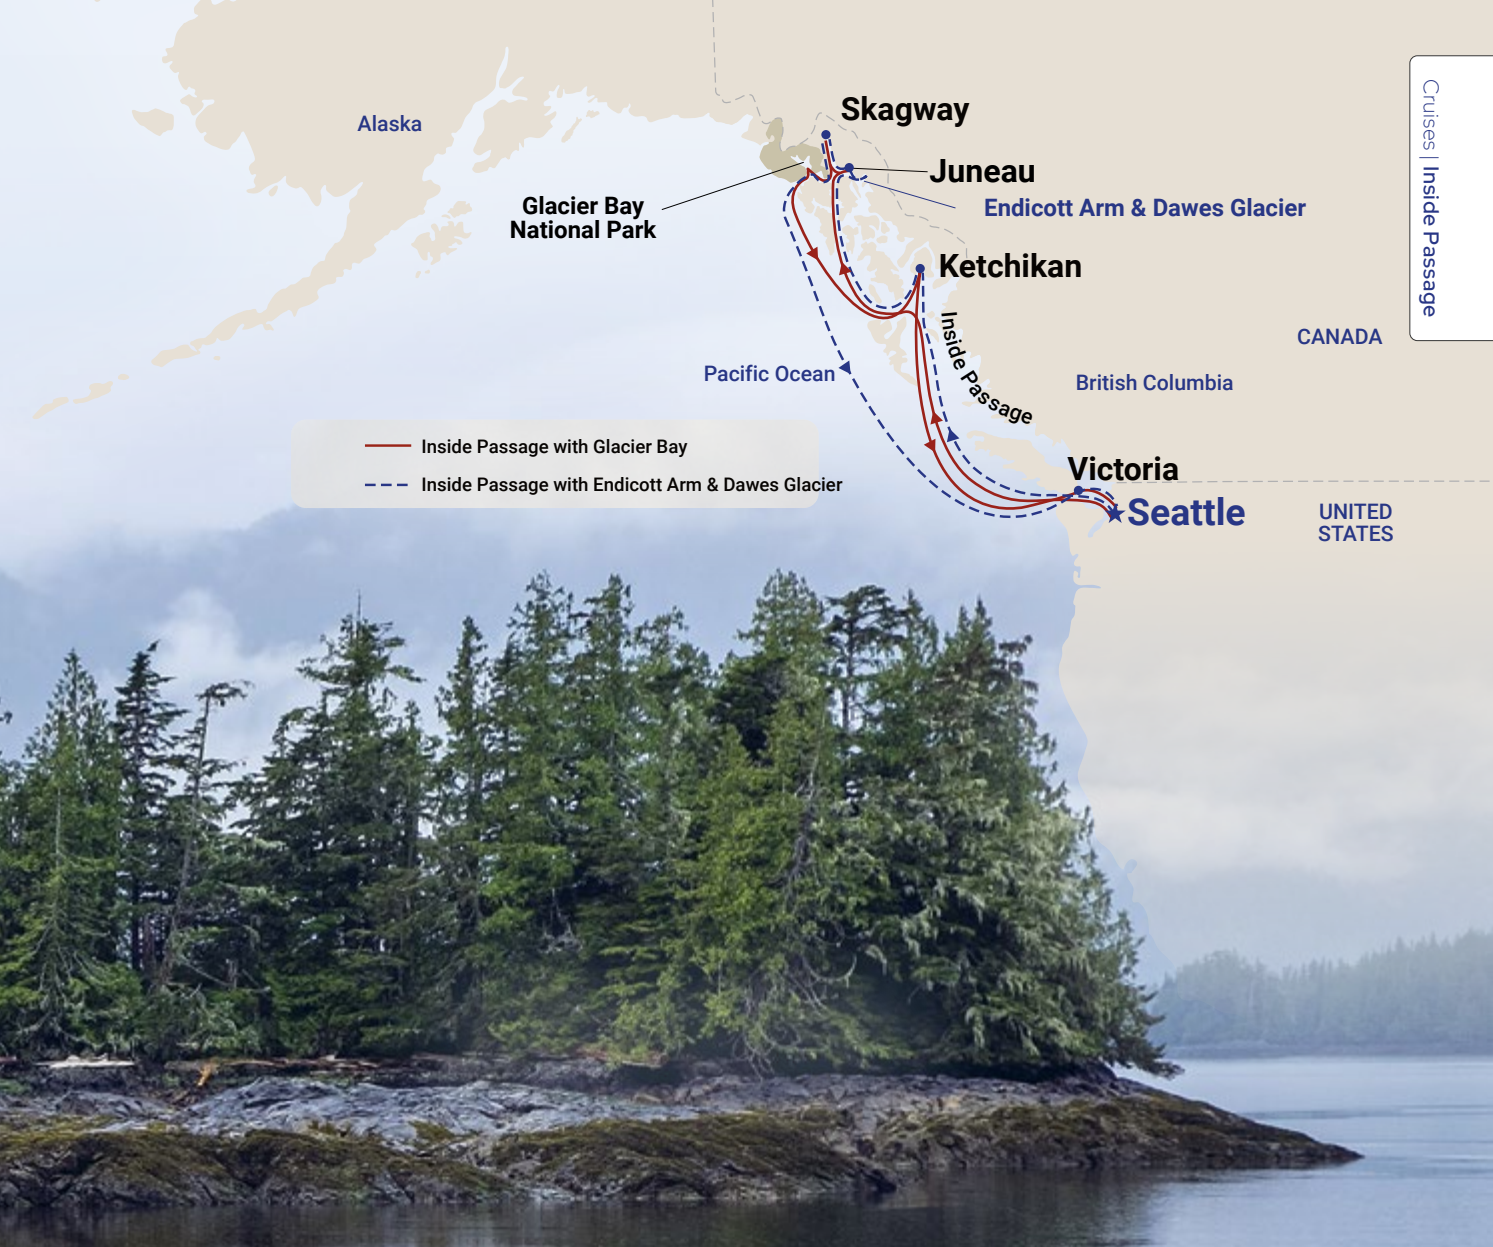 Skagway
Alaska
Juneau
Glacier Bay
National Park
Endicott Arm & Dawes Glacier
Ketchikan
Inside Passage
CANADA
Pacific Ocean
British Columbia
Inside Passage with Glacier Bay
Inside Passage with Endicott Arm & Dawes Glacier
Victoria
Seattle
UNITED
STATES
Cruises | Inside Passage